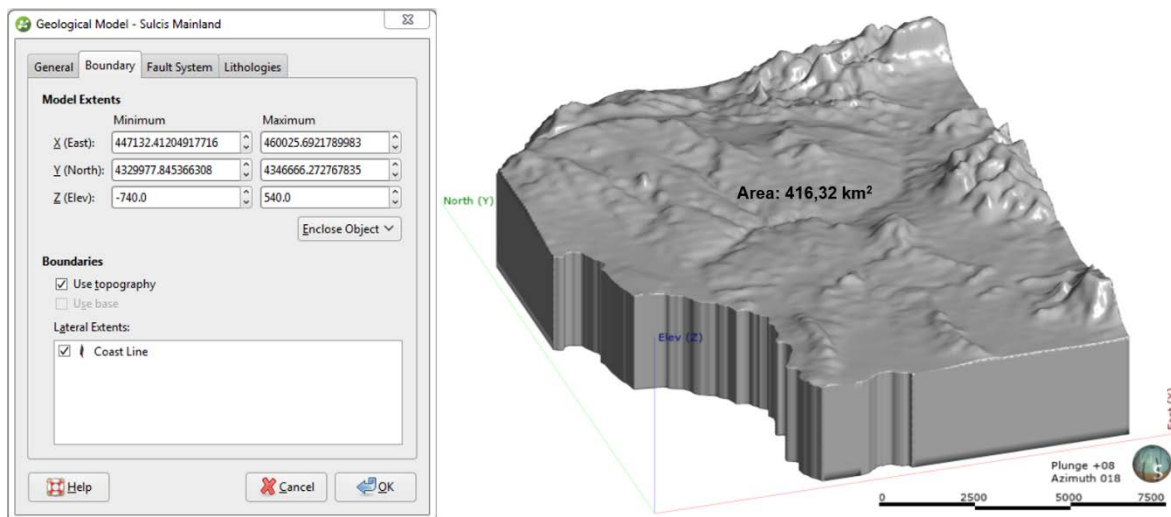 Geological Model - Sulcis Mainland
General Boundary Fault System Lithologies
Model Extents
Minimum Maximum
X (East): 447132.41204917716 460025.6921789983
Y (North): 4329977.845366308 4346666.272767835
Z (Elev): -740.0 540.0
Enclose Object
Boundaries
Use topography
Use base
Lateral Extents:
Coast Line
Help Cancel OK
Area: 416,32 km²
North (Y)
Elev (Z)
East (X)
Plunge +08
Azimuth 018
S
0 2500 5000 7500